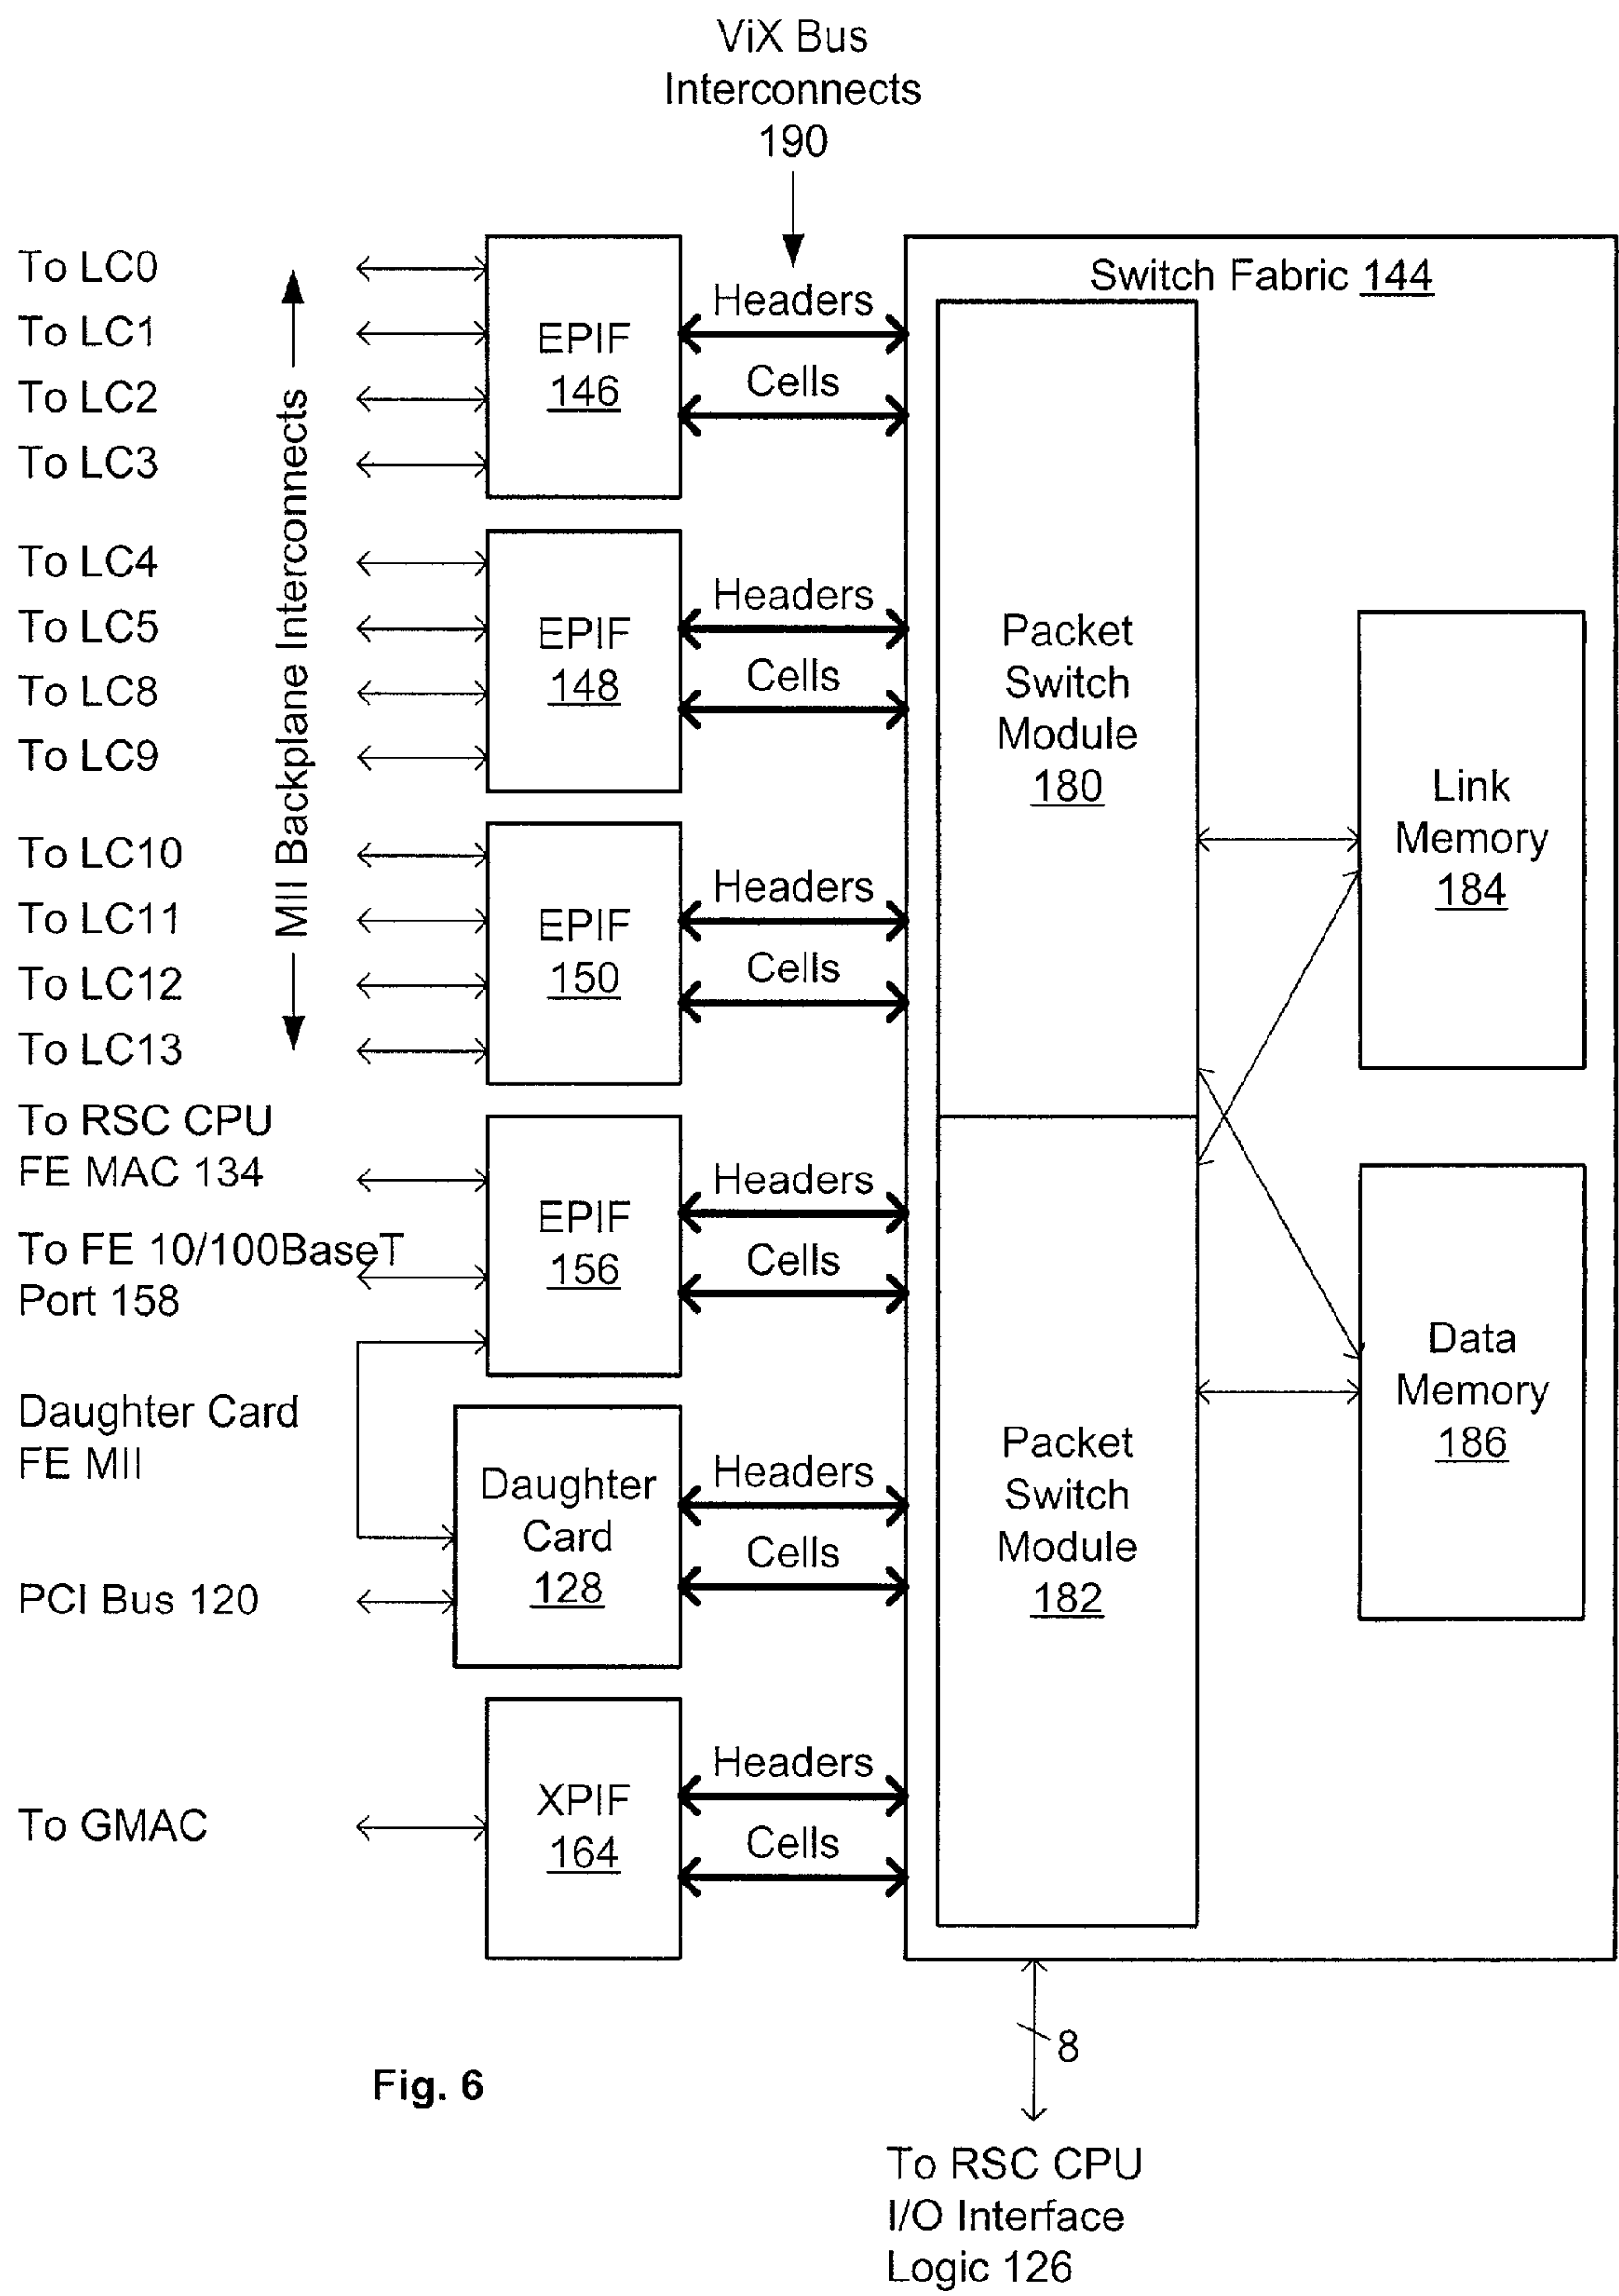 ViX Bus
Interconnects
190
To LC0
To LC1
To LC2
To LC3
To LC4
To LC5
To LC8
To LC9
To LC10
To LC11
To LC12
To LC13
To RSC CPU
FE MAC 134
To FE 10/100BaseT
Port 158
Daughter Card
FE MII
PCI Bus 120
To GMAC
MII Backplane Interconnects
EPIF
146
Headers
Cells
EPIF
148
Headers
Cells
EPIF
150
Headers
Cells
EPIF
156
Headers
Cells
Daughter
Card
128
Headers
Cells
XPIF
164
Headers
Cells
Switch Fabric 144
Packet
Switch
Module
180
Packet
Switch
Module
182
Link
Memory
184
Data
Memory
186
8
To RSC CPU
I/O Interface
Logic 126
Fig. 6